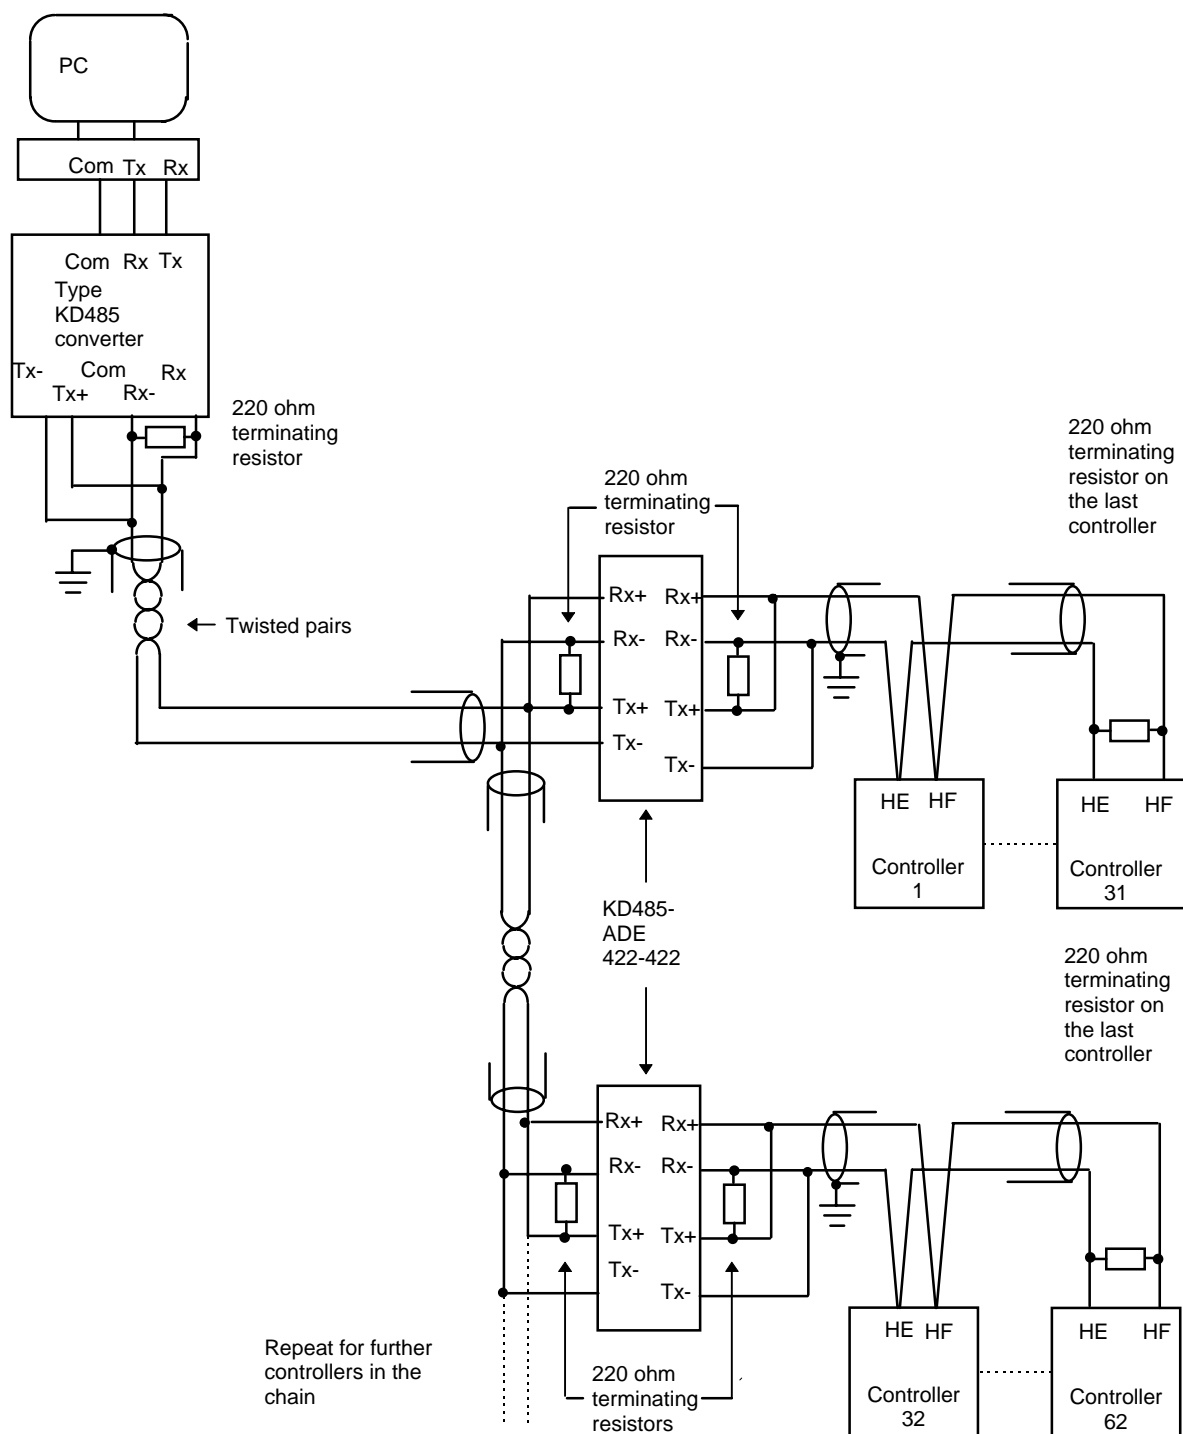 PC
Com Tx Rx
Com Rx Tx
Type
KD485
converter
Tx- Com Rx
Tx+ Rx-
220 ohm
terminating
resistor
Twisted pairs
220 ohm
terminating
resistor
220 ohm
terminating
resistor on
the last
controller
Rx+ Rx+
Rx- Rx-
Tx+ Tx+
Tx-
Tx-
HE HF
Controller
1
HE HF
Controller
31
KD485-
ADE
422-422
220 ohm
terminating
resistor on
the last
controller
Rx+ Rx+
Rx- Rx-
Tx+ Tx+
Tx-
Tx-
HE HF
Controller
32
HE HF
Controller
62
Repeat for further
controllers in the
chain
220 ohm
terminating
resistors